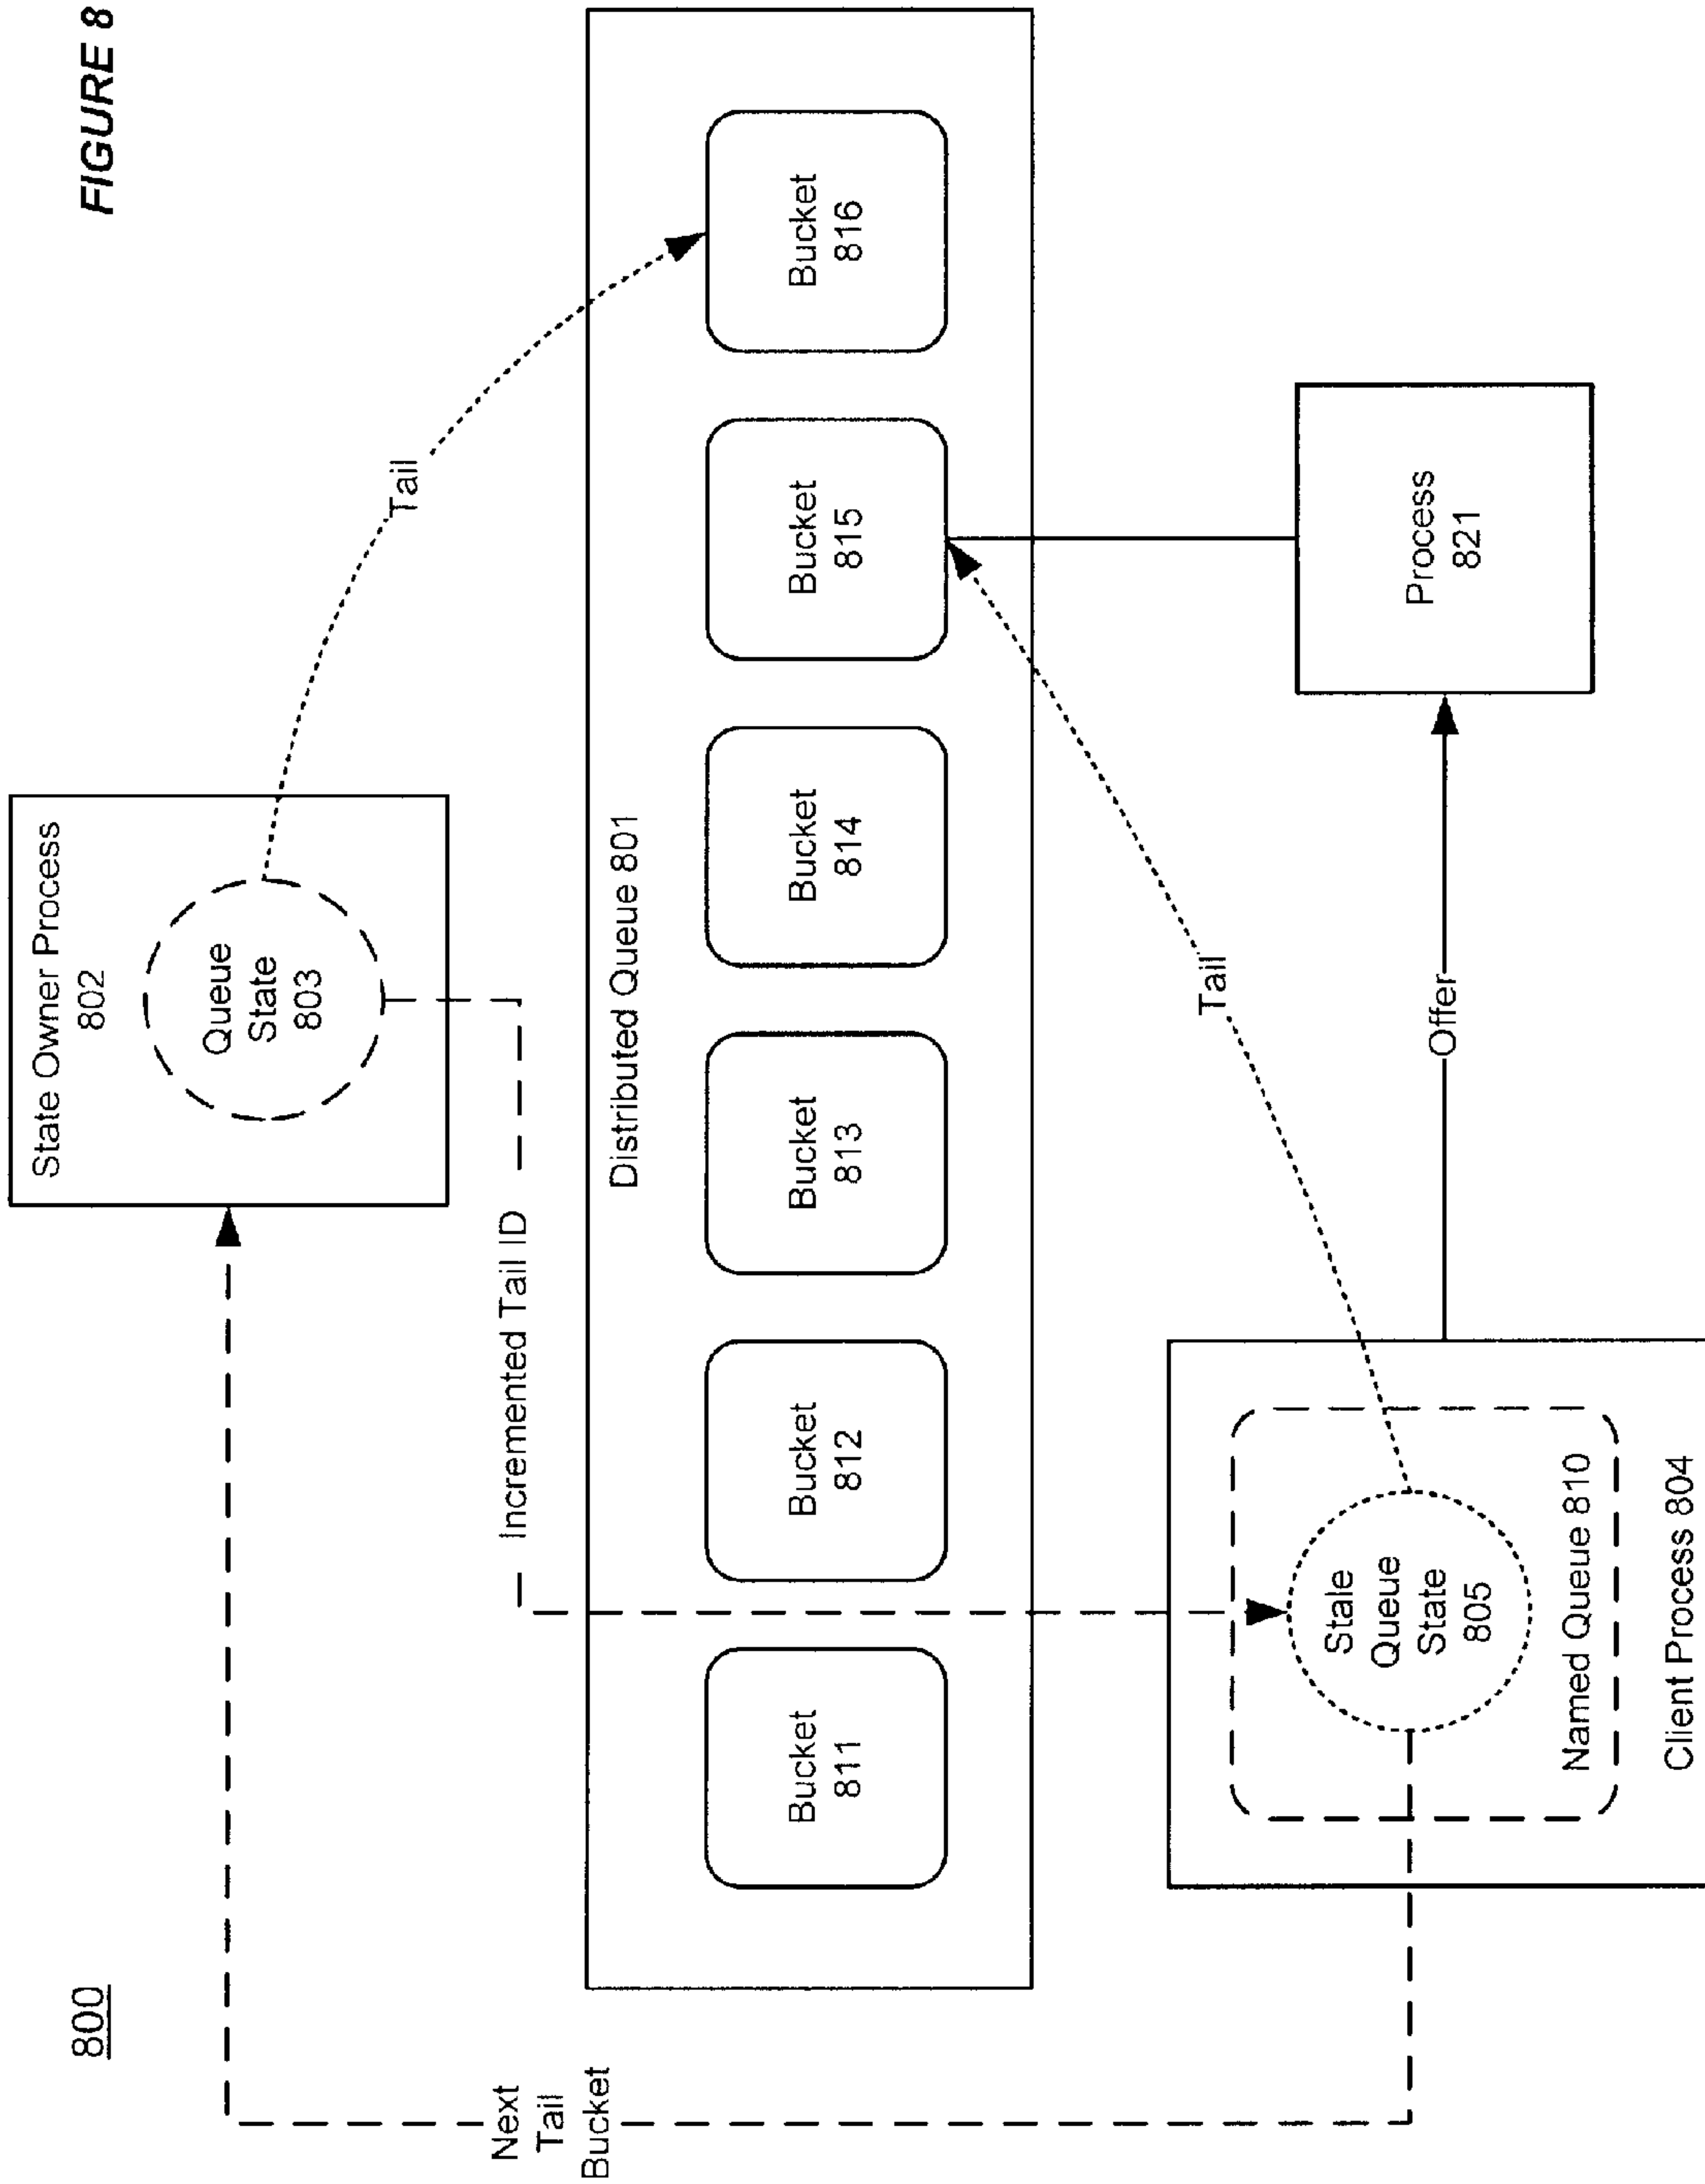 800
FIGURE 8
State Owner Process
802
Queue
State
803
Tail
Next
Tail
Bucket
Incremented Tail ID
Distributed Queue 801
Bucket
811
Bucket
812
Bucket
813
Bucket
814
Bucket
815
Bucket
816
Tail
Stale
Queue
State
805
Named Queue 810
Client Process 804
Offer
Process
821